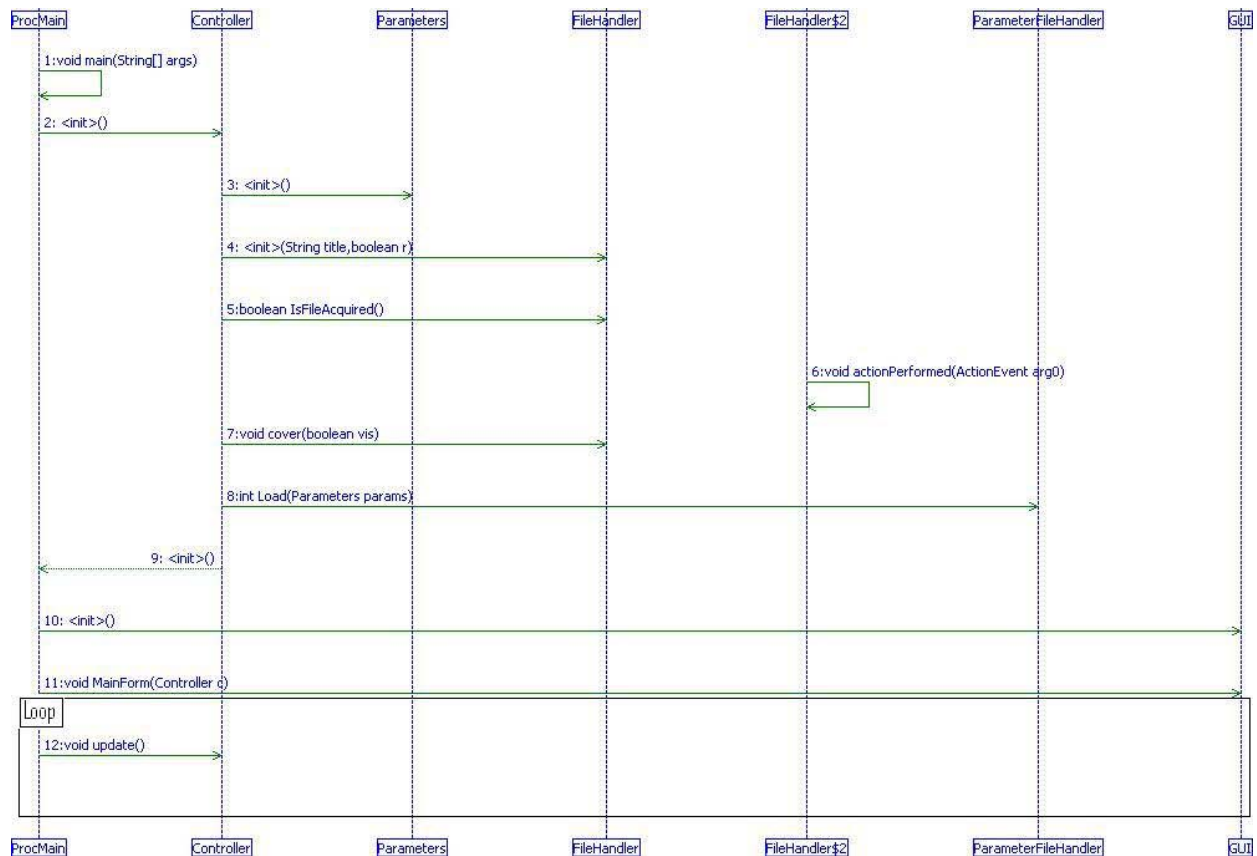 ProcMain Controller Parameters FileHandler FileHandler$2 ParameterFileHandler GUI
1:void main(String[] args)
2: <init>()
3: <init>()
4: <init>(String title,boolean r)
5:boolean IsFileAcquired()
6:void actionPerformed(ActionEvent arg0)
7:void cover(boolean vis)
8:int Load(Parameters params)
9: <init>()
10: <init>()
11:void MainForm(Controller c)
Loop
12:void update()
ProcMain Controller Parameters FileHandler FileHandler$2 ParameterFileHandler GUI